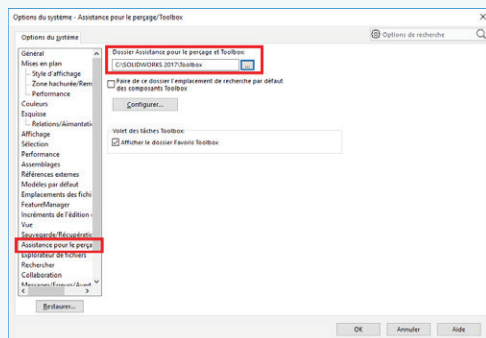 Options du système - Assistance pour le perçage/Toolbox
Options du système
Options de recherche
Général
Mises en plan
Style d'affichage
Zone hachurée/Rem
Performance
Couleurs
Esquisse
Relations/Aimantati
Affichage
Sélection
Performance
Assemblages
Références externes
Modèles par défaut
Emplacements des fichi
FeatureManager
Incréments de l'édition
Vue
Sauvegarde/Récupératic
Assistance pour le perça
Explorateur de fichiers
Rechercher
Collaboration
Messages/Erreurs/Avert
Restaurer...
Dossier Assistance pour le perçage et Toolbox:
C:\SOLIDWORKS 2017\Toolbox
...
Faire de ce dossier l'emplacement de recherche par défaut
des composants Toolbox
Configurer...
Volet des tâches Toolbox
Afficher le dossier Favoris Toolbox
OK Annuler Aide